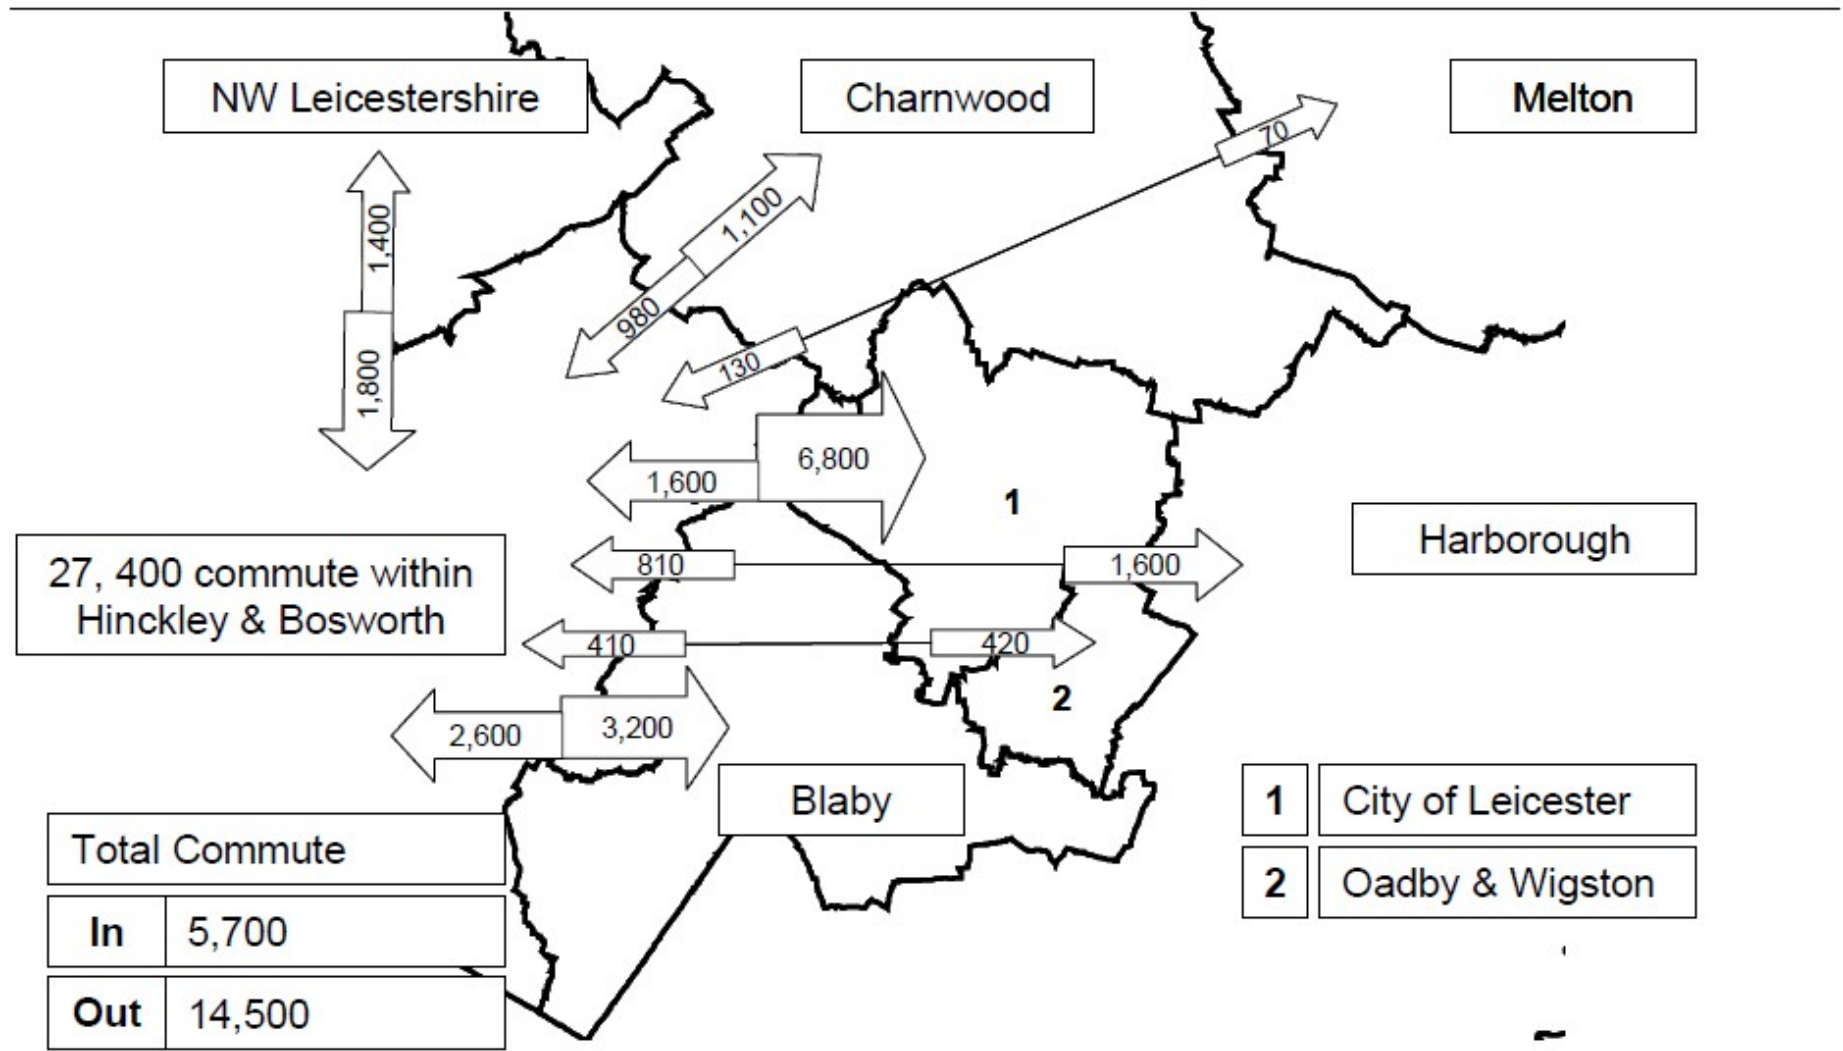 NW Leicestershire
Charnwood
Melton
70
1,400
1,100
980
1,800
130
6,800
1,600
1
Harborough
27, 400 commute within
Hinckley & Bosworth
810
1,600
410
420
2
2,600
3,200
Blaby
1 City of Leicester
2 Oadby & Wigston
Total Commute
In 5,700
Out 14,500